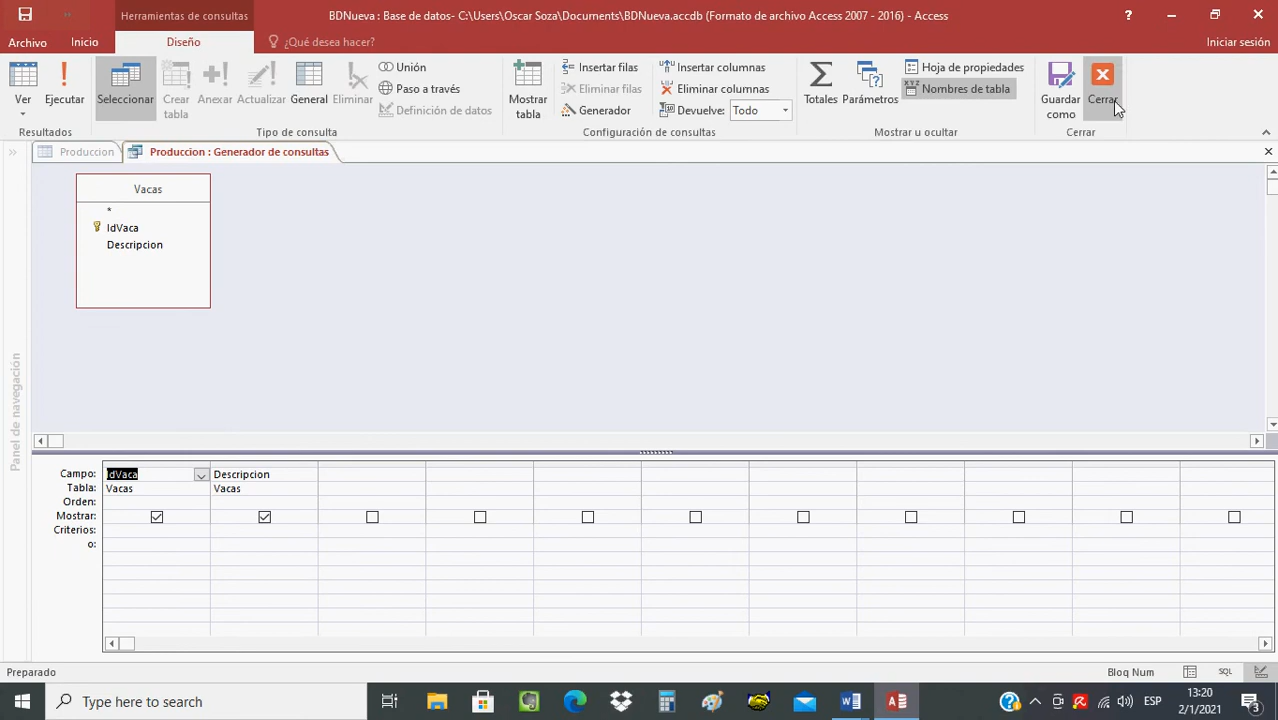 Herramientas de consultas
BDNueva : Base de datos- C:\Users\Oscar Soza\Documents\BDNueva.accdb (Formato de archivo Access 2007 - 2016) - Access
?
Archivo
Inicio
Diseño
¿Qué desea hacer?
Iniciar sesión
Ver
Ejecutar
Resultados
Seleccionar
Crear tabla
Anexar
Actualizar
General
Eliminar
Unión
Paso a través
Definición de datos
Tipo de consulta
Mostrar tabla
Insertar filas
Eliminar filas
Generador
Insertar columnas
Eliminar columnas
Devuelve: Todo
Configuración de consultas
Totales
Parámetros
Hoja de propiedades
XYZ Nombres de tabla
Mostrar u ocultar
Guardar como
Cerrar
Cerrar
Produccion
Produccion : Generador de consultas
Panel de navegación
Vacas
*
IdVaca
Descripcion
Campo: IdVaca Descripcion
Tabla: Vacas Vacas
Orden:
Mostrar:
Criterios:
o:
Preparado
Bloq Num
SQL
Type here to search
ESP
13:20
2/1/2021
3